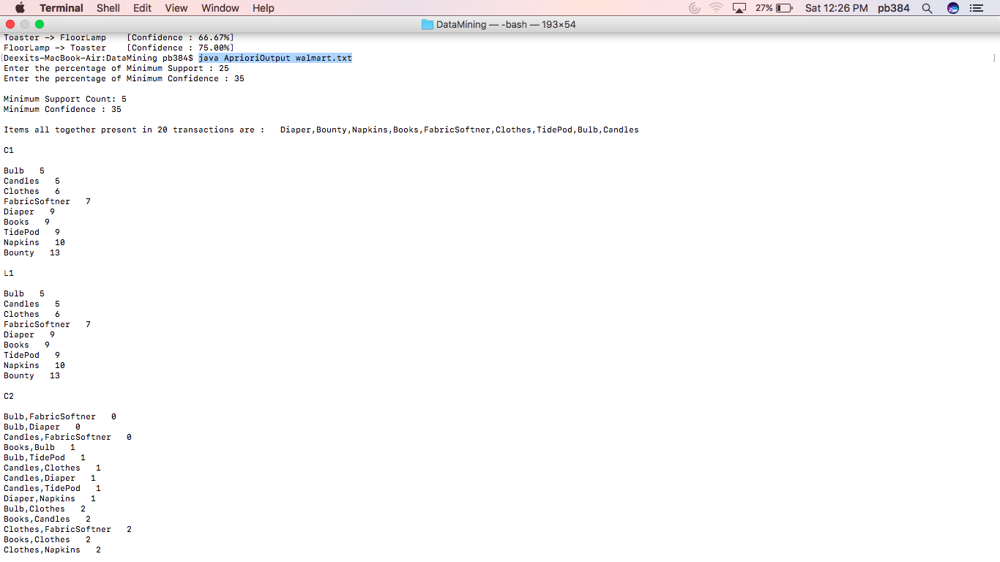 Terminal Shell Edit View Window Help 27% Sat 12:26 PM pb384
DataMining — -bash — 193×54
Toaster -> FloorLamp    [Confidence : 66.67%]
FloorLamp -> Toaster    [Confidence : 75.00%]
[Deexits-MacBook-Air:DataMining pb384$ java AprioriOutput walmart.txt ]
Enter the percentage of Minimum Support : 25
Enter the percentage of Minimum Confidence : 35
Minimum Support Count: 5
Minimum Confidence : 35
Items all together present in 20 transactions are :   Diaper,Bounty,Napkins,Books,FabricSoftner,Clothes,TidePod,Bulb,Candles
C1
Bulb   5
Candles   5
Clothes   6
FabricSoftner   7
Diaper   9
Books   9
TidePod   9
Napkins   10
Bounty   13
L1
Bulb   5
Candles   5
Clothes   6
FabricSoftner   7
Diaper   9
Books   9
TidePod   9
Napkins   10
Bounty   13
C2
Bulb,FabricSoftner   0
Bulb,Diaper   0
Candles,FabricSoftner   0
Books,Bulb   1
Bulb,TidePod   1
Candles,Clothes   1
Candles,Diaper   1
Candles,TidePod   1
Diaper,Napkins   1
Bulb,Clothes   2
Books,Candles   2
Clothes,FabricSoftner   2
Books,Clothes   2
Clothes,Napkins   2